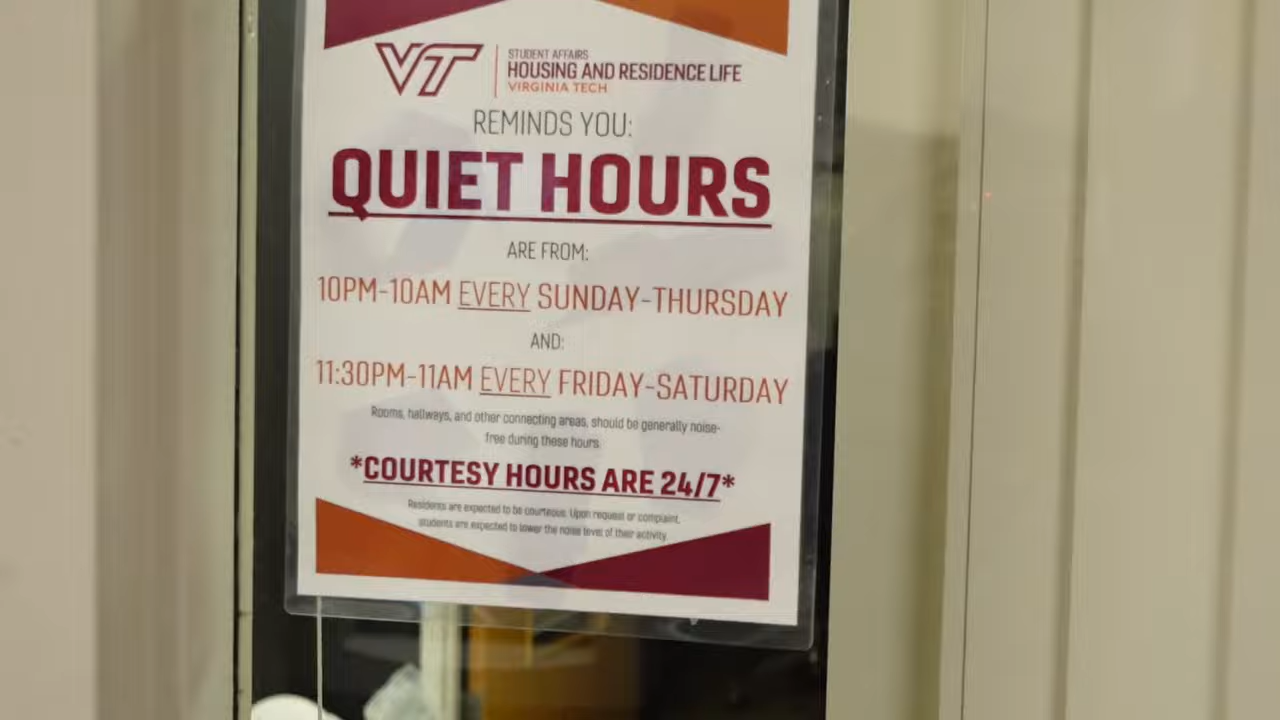 VT
STUDENT AFFAIRS
HOUSING AND RESIDENCE LIFE
VIRGINIA TECH
REMINDS YOU:
QUIET HOURS
ARE FROM:
10PM-10AM EVERY SUNDAY-THURSDAY
AND:
11:30PM-11AM EVERY FRIDAY-SATURDAY
Rooms, hallways, and other connecting areas, should be generally noise-
free during these hours.
*COURTESY HOURS ARE 24/7*
Residents are expected to be courteous. Upon request or complaint,
students are expected to lower the noise level of their activity.